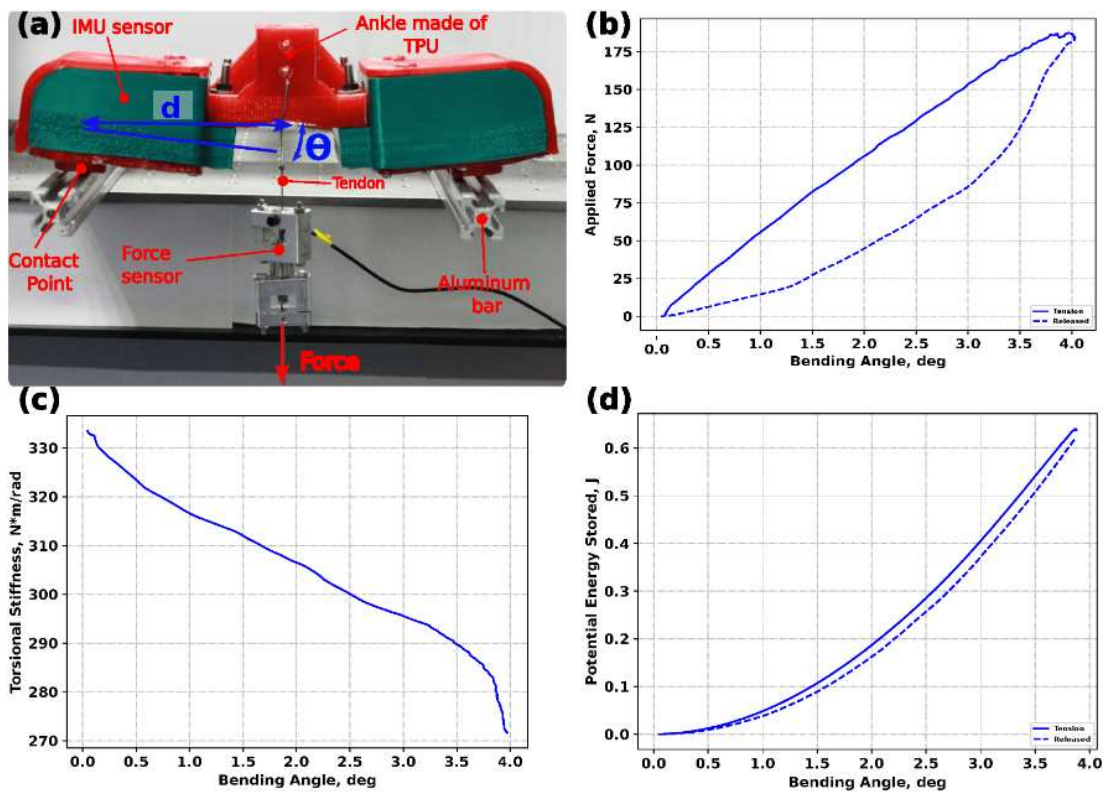 (a)
IMU sensor
Ankle made of
TPU
d
Θ
Tendon
Contact
Point
Force
sensor
Aluminum
bar
Force
(b)
Applied Force, N
175
150
125
100
75
50
25
0
0.0 0.5 1.0 1.5 2.0 2.5 3.0 3.5 4.0
Bending Angle, deg
Tension
Released
(c)
Torsional Stiffness, N*m/rad
330
320
310
300
290
280
270
0.0 0.5 1.0 1.5 2.0 2.5 3.0 3.5 4.0
Bending Angle, deg
(d)
Potential Energy Stored, J
0.6
0.5
0.4
0.3
0.2
0.1
0.0
0.0 0.5 1.0 1.5 2.0 2.5 3.0 3.5 4.0
Bending Angle, deg
Tension
Released